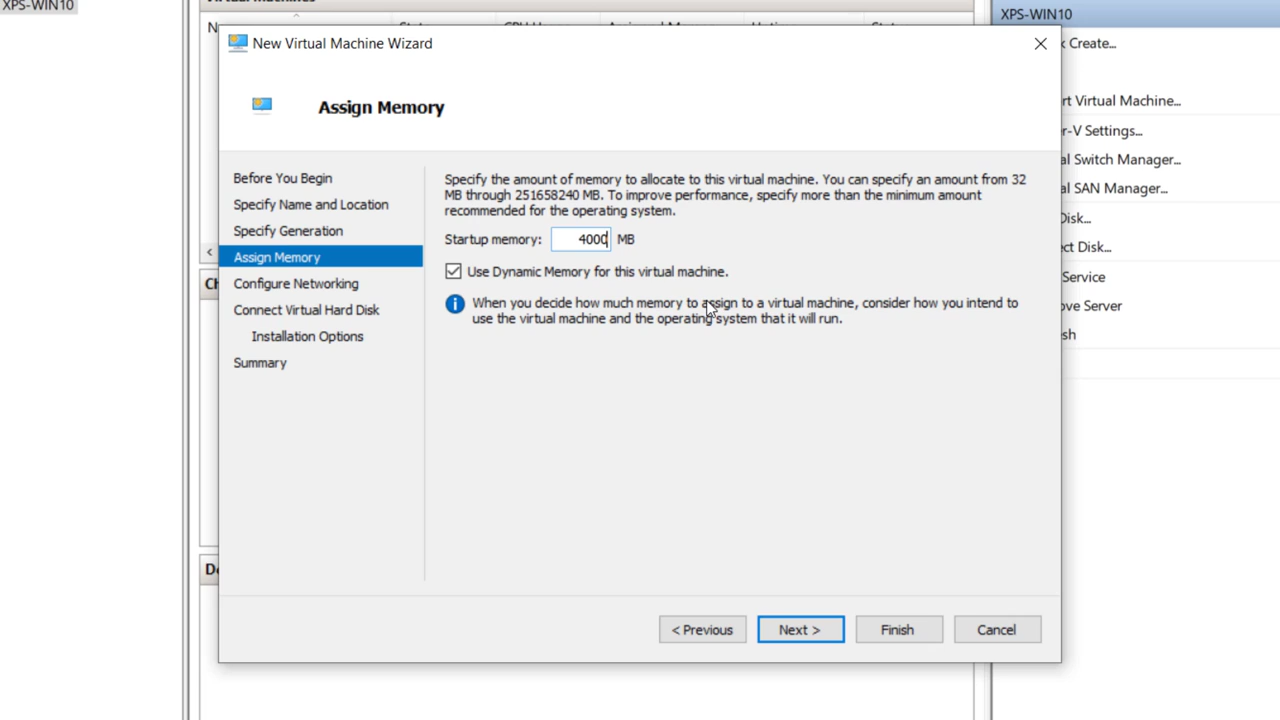 XPS-WIN10
XPS-WIN10
New Virtual Machine Wizard
Create...
rt Virtual Machine...
r-V Settings...
al Switch Manager...
al SAN Manager...
Disk...
ct Disk...
Service
ove Server
sh
Assign Memory
Before You Begin
Specify Name and Location
Specify Generation
Assign Memory
Configure Networking
Connect Virtual Hard Disk
Installation Options
Summary
Specify the amount of memory to allocate to this virtual machine. You can specify an amount from 32
MB through 251658240 MB. To improve performance, specify more than the minimum amount
recommended for the operating system.
Startup memory: 4000 MB
Use Dynamic Memory for this virtual machine.
When you decide how much memory to assign to a virtual machine, consider how you intend to
use the virtual machine and the operating system that it will run.
< Previous
Next >
Finish
Cancel